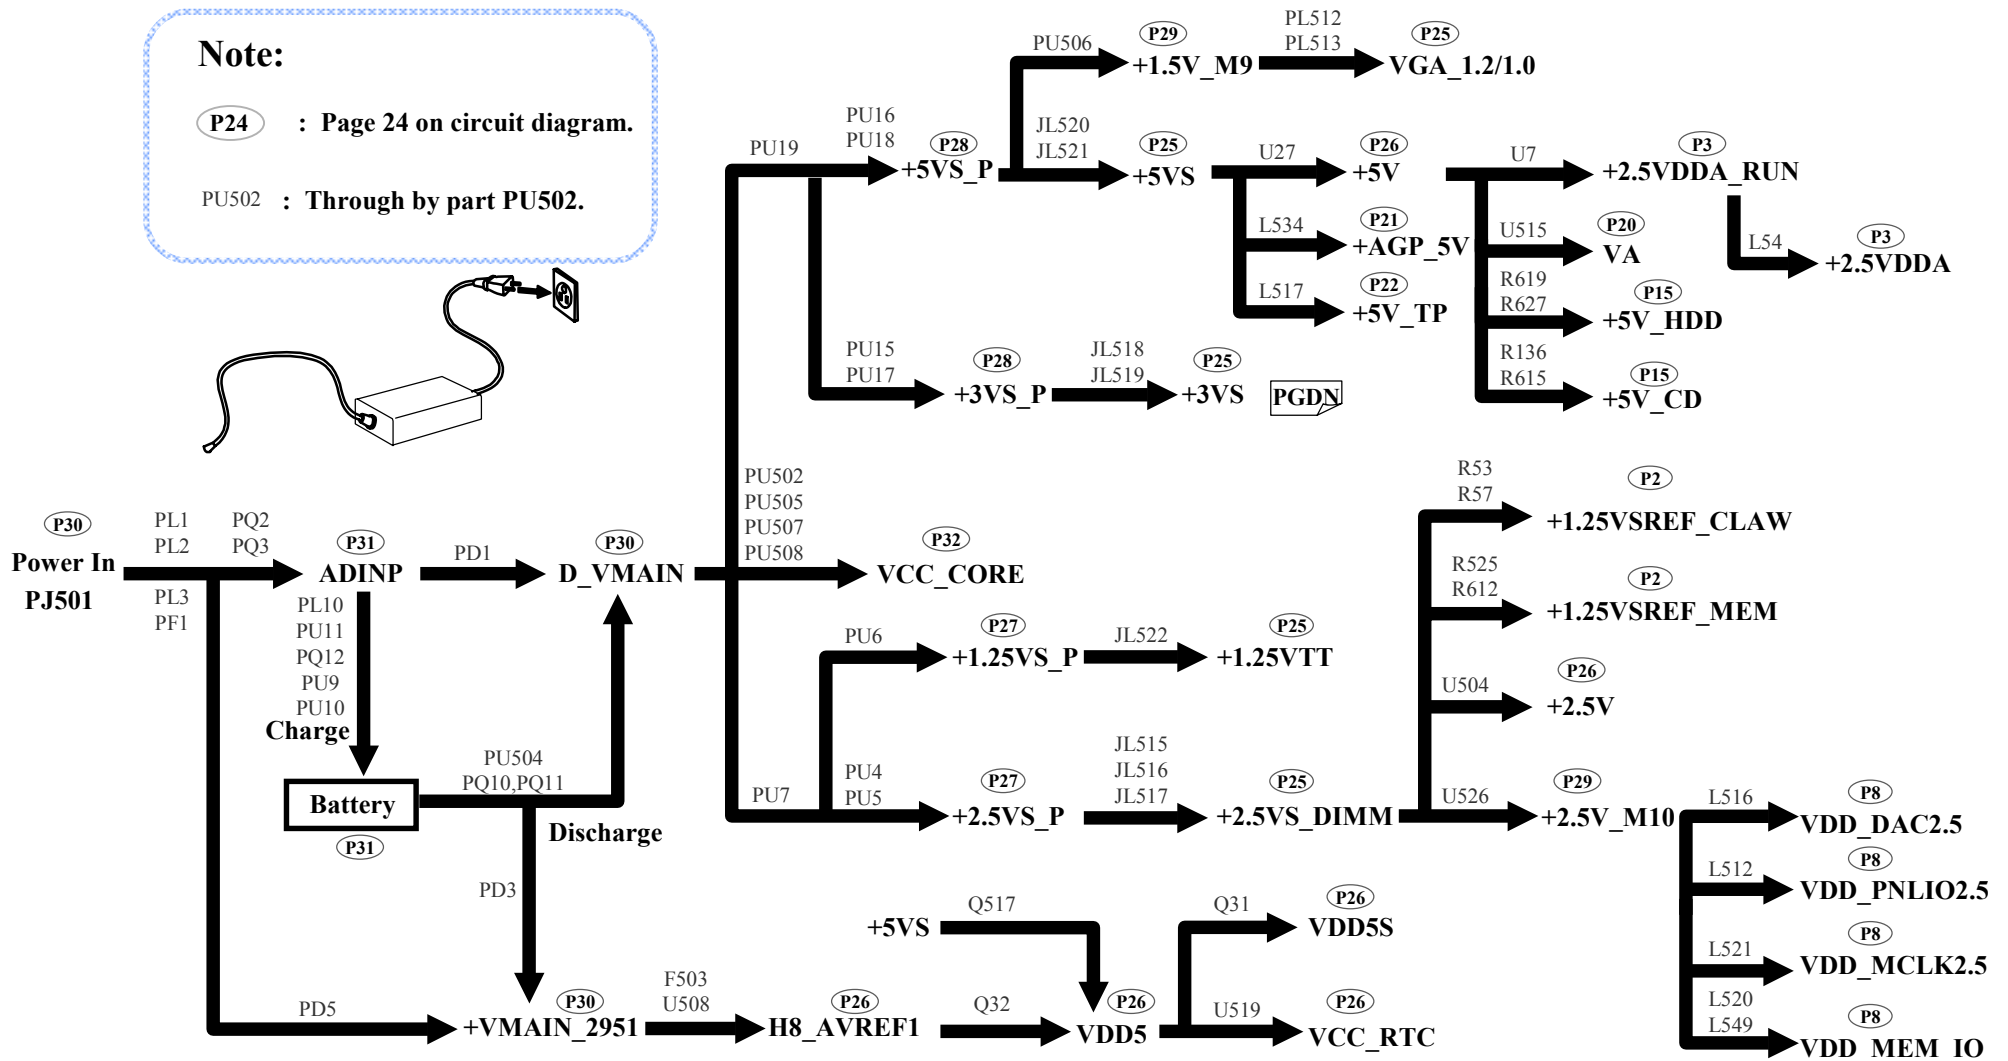 Note:
P24 : Page 24 on circuit diagram.
PU502 : Through by part PU502.
PU506
P29
+1.5V_M9
PL512
PL513
P25
VGA_1.2/1.0
PU19
PU16
PU18
P28
+5VS_P
JL520
JL521
P25
+5VS
U27
P26
+5V
L534
P21
+AGP_5V
L517
P22
+5V_TP
U7
P3
+2.5VDDA_RUN
L54
P3
+2.5VDDA
U515
P20
VA
R619
R627
P15
+5V_HDD
R136
R615
P15
+5V_CD
PU15
PU17
P28
+3VS_P
JL518
JL519
P25
+3VS
PGDN
P30
Power In
PJ501
PL1
PL2
PQ2
PQ3
PL3
PF1
P31
ADINP
PD1
P30
D_VMAIN
PU502
PU505
PU507
PU508
P32
VCC_CORE
PL10
PU11
PQ12
PU9
PU10
Charge
Battery
P31
PU504
PQ10,PQ11
Discharge
PD3
PU6
P27
+1.25VS_P
JL522
P25
+1.25VTT
PU7
PU4
PU5
P27
+2.5VS_P
JL515
JL516
JL517
P25
+2.5VS_DIMM
R53
R57
P2
+1.25VSREF_CLAW
R525
R612
P2
+1.25VSREF_MEM
U504
P26
+2.5V
U526
P29
+2.5V_M10
L516
P8
VDD_DAC2.5
L512
P8
VDD_PNLIO2.5
L521
P8
VDD_MCLK2.5
L520
L549
P8
VDD_MEM_IO
PD5
P30
+VMAIN_2951
F503
U508
P26
H8_AVREF1
Q32
+5VS
Q517
P26
VDD5
Q31
P26
VDD5S
U519
P26
VCC_RTC